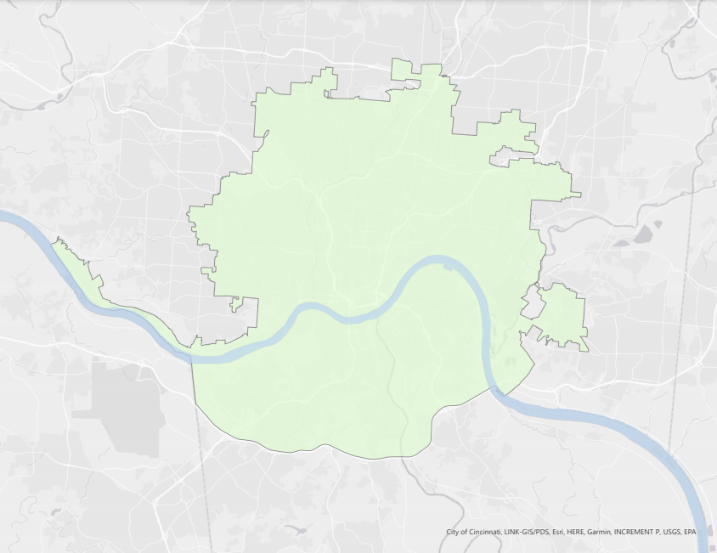 City of Cincinnati, LINK-GIS/PDS, Esri, HERE, Garmin, INCREMENT P, USGS, EPA